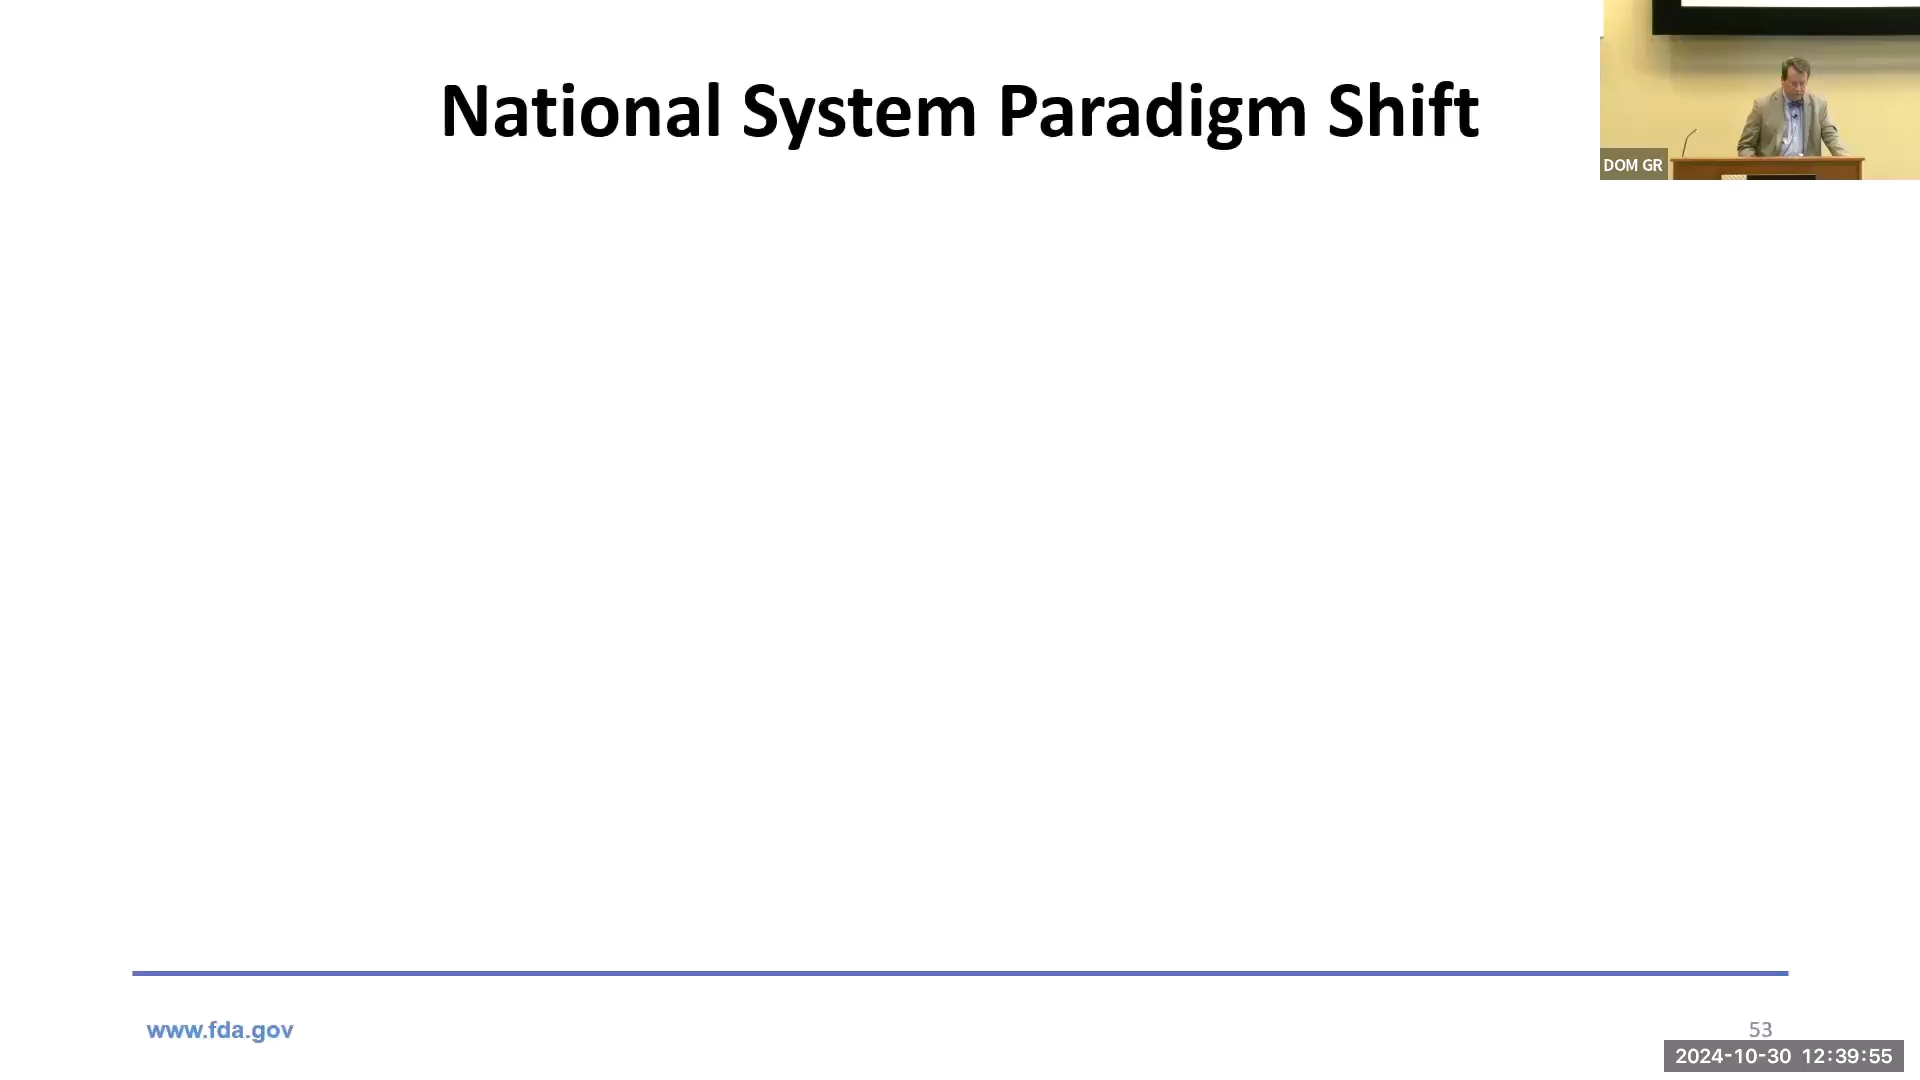 National System Paradigm Shift
DOM GR
www.fda.gov
53
2024-10-30 12:39:55